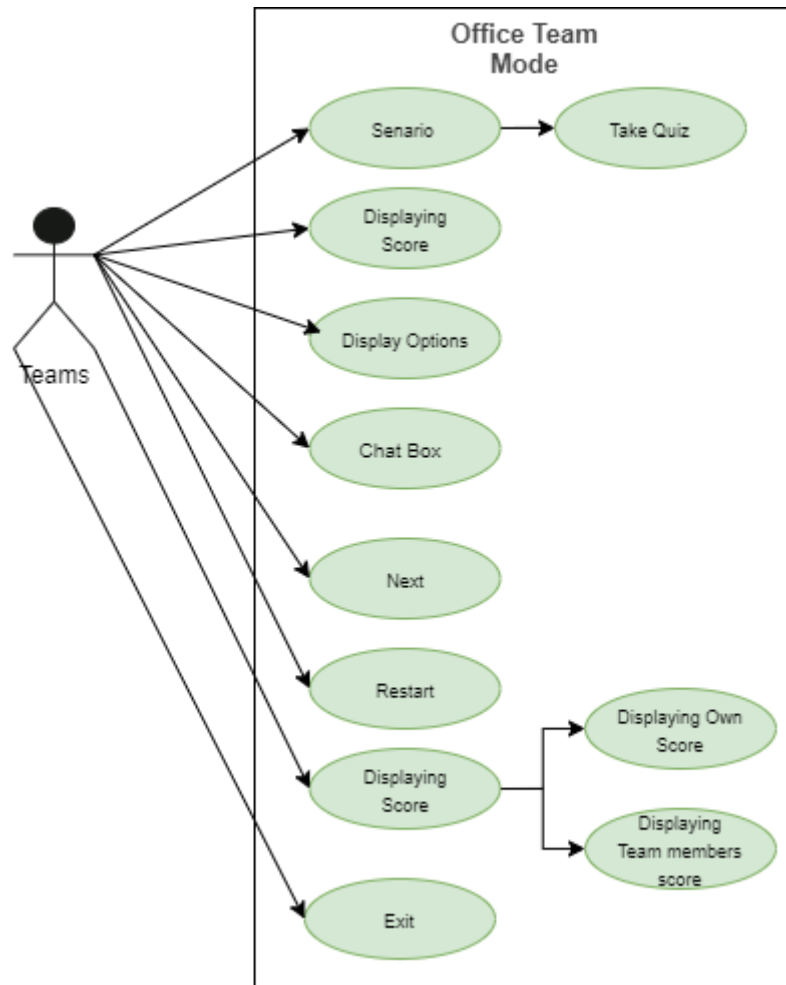 Office Team
Mode
Senario
Take Quiz
Displaying
Score
Display Options
Teams
Chat Box
Next
Restart
Displaying Own
Score
Displaying
Score
Displaying
Team members
score
Exit